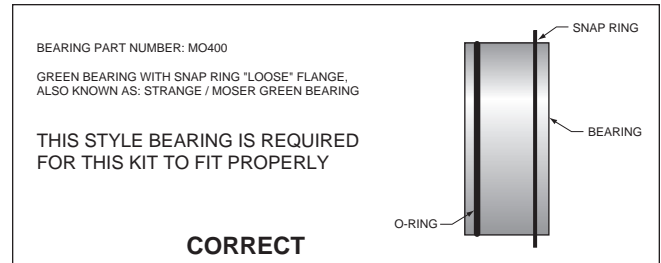 BEARING PART NUMBER: MO400
GREEN BEARING WITH SNAP RING "LOOSE" FLANGE,
ALSO KNOWN AS: STRANGE / MOSER GREEN BEARING
THIS STYLE BEARING IS REQUIRED
FOR THIS KIT TO FIT PROPERLY
CORRECT
SNAP RING
BEARING
O-RING